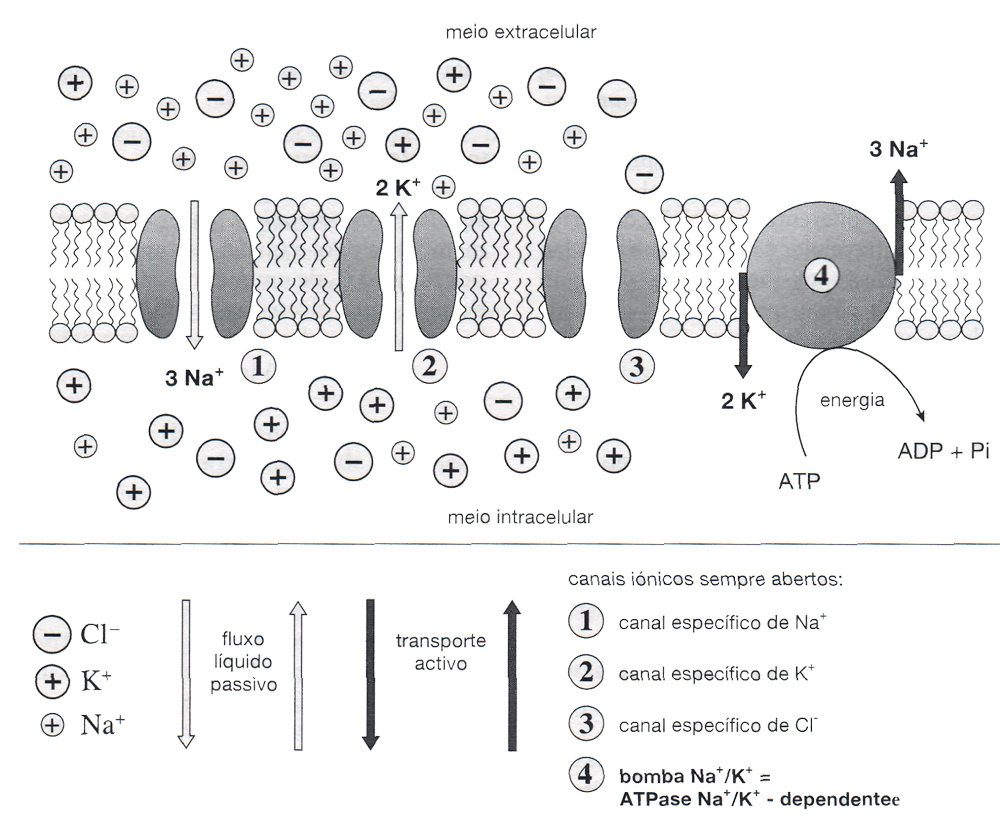 meio extracelular
3 Na⁺
2 K⁺
4
3 Na⁺
1
2
3
2 K⁺
energia
ADP + Pi
ATP
meio intracelular
canais iónicos sempre abertos:
Cl⁻
K⁺
Na⁺
fluxo
líquido
passivo
transporte
activo
1 canal específico de Na⁺
2 canal específico de K⁺
3 canal específico de Cl⁻
4 bomba Na⁺/K⁺ =
ATPase Na⁺/K⁺ - dependentee